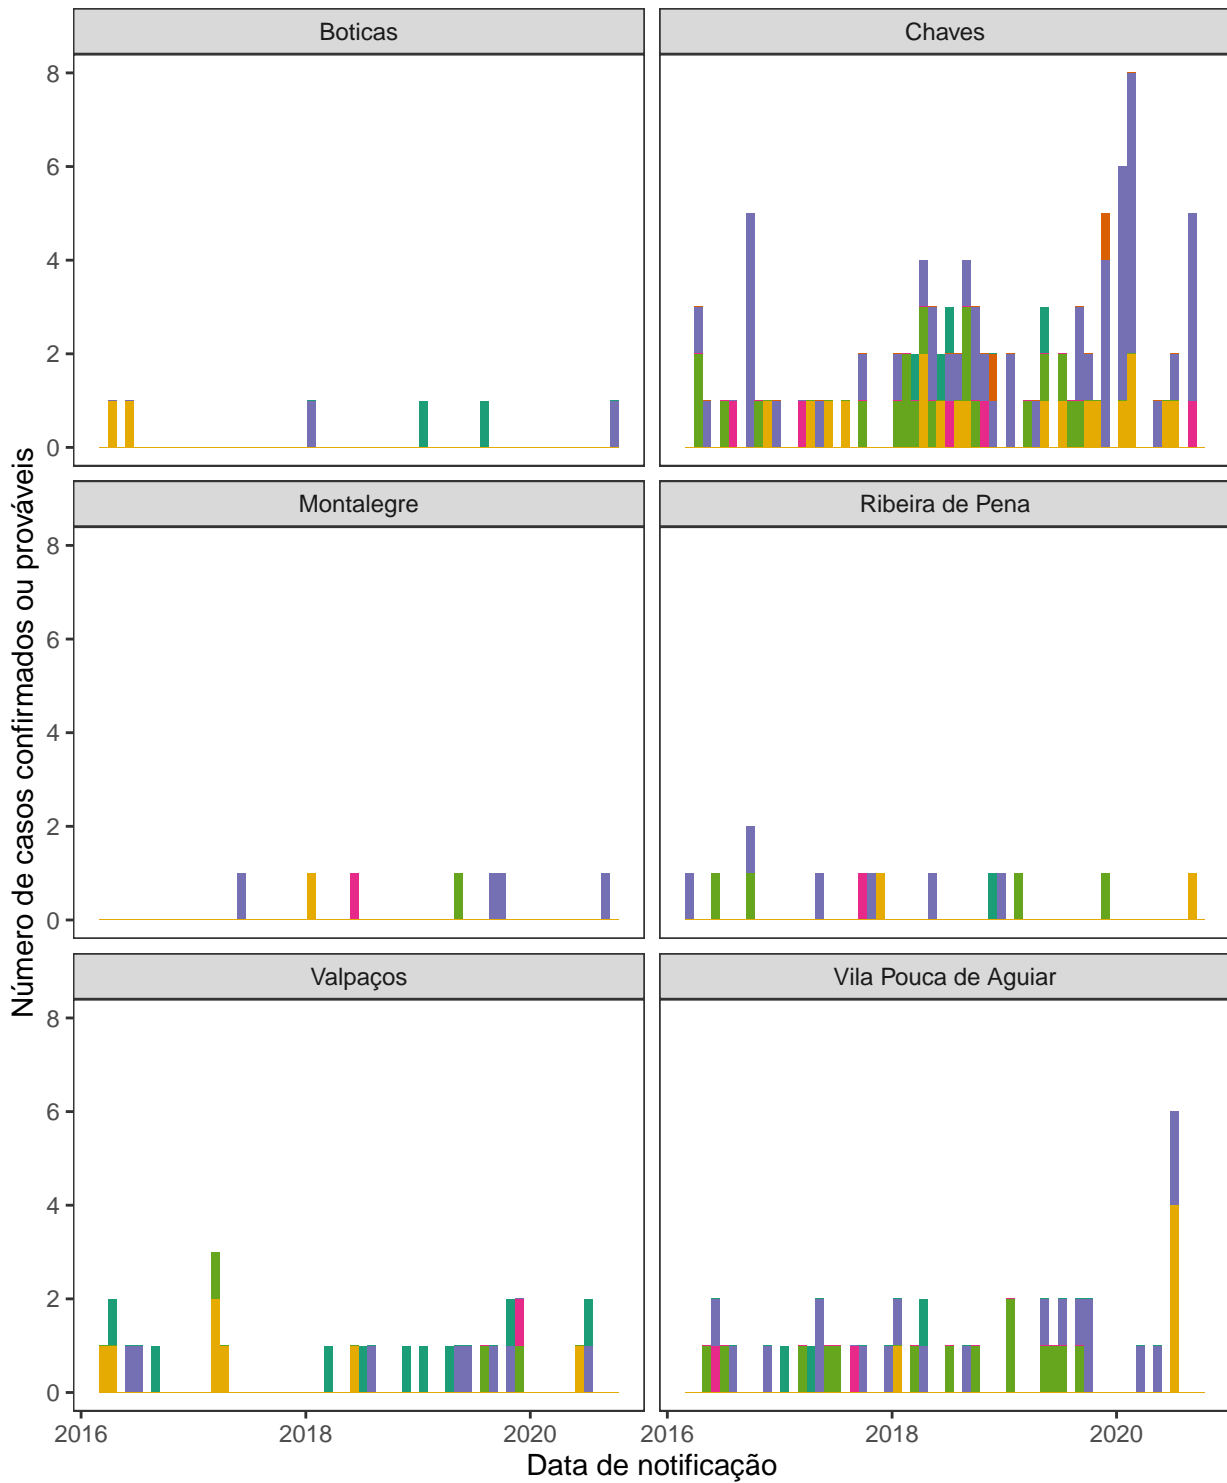 Boticas
Chaves
8
6
4
2
0
Montalegre
Ribeira de Pena
8
6
4
2
0
Valpaços
Vila Pouca de Aguiar
8
6
4
2
0
2016 2018 2020 2016 2018 2020
Data de notificação
Número de casos confirmados ou prováveis